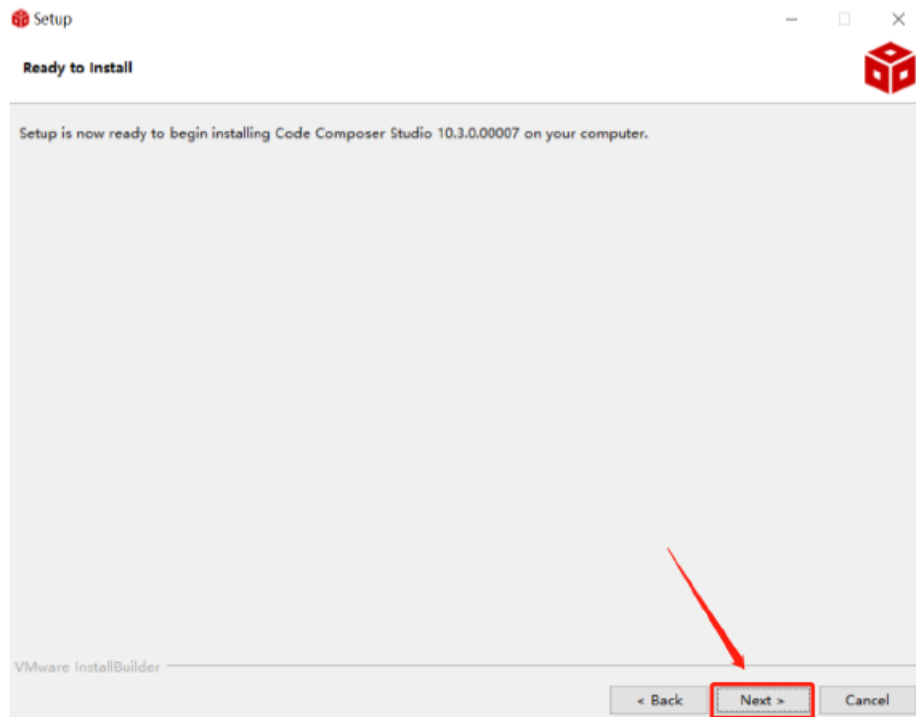 Setup
Ready to Install
Setup is now ready to begin installing Code Composer Studio 10.3.0.00007 on your computer.
VMware InstallBuilder
< Back Next > Cancel